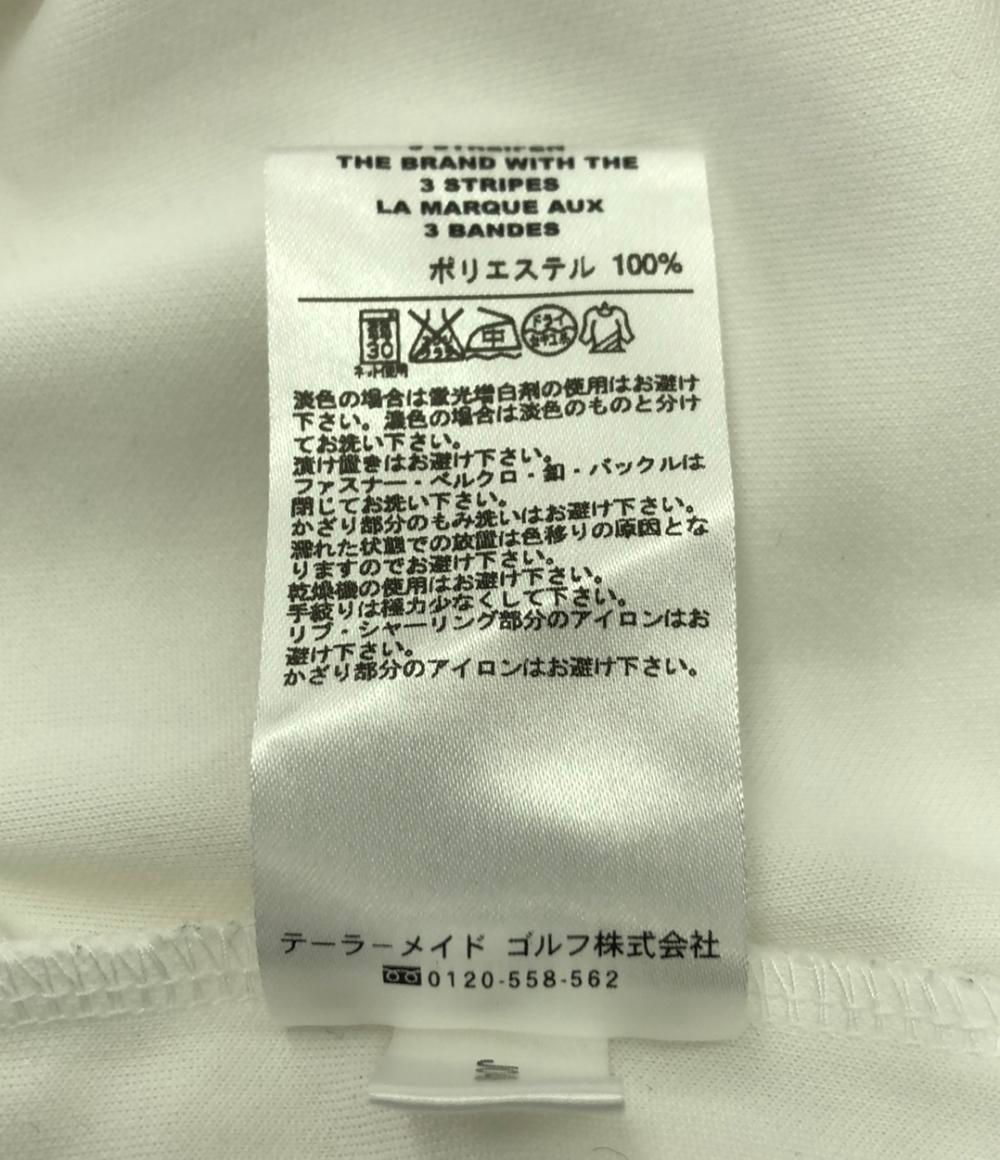 3 STREIFEN
THE BRAND WITH THE
3 STRIPES
LA MARQUE AUX
3 BANDES
ポリエステル 100%
30
中
ドライ
ネット使用
淡色の場合は蛍光増白剤の使用はお避け
下さい。濃色の場合は淡色のものと分け
てお洗い下さい。
漬け置きはお避け下さい。
ファスナー・ベルクロ・釦・バックルは
閉じてお洗い下さい。
かざり部分のもみ洗いはお避け下さい。
濡れた状態での放置は色移りの原因とな
りますのでお避け下さい。
乾燥機の使用はお避け下さい。
手絞りは極力少なくして下さい。
リブ・シャーリング部分のアイロンはお
避け下さい。
かざり部分のアイロンはお避け下さい。
テーラーメイド ゴルフ株式会社
0120-558-562